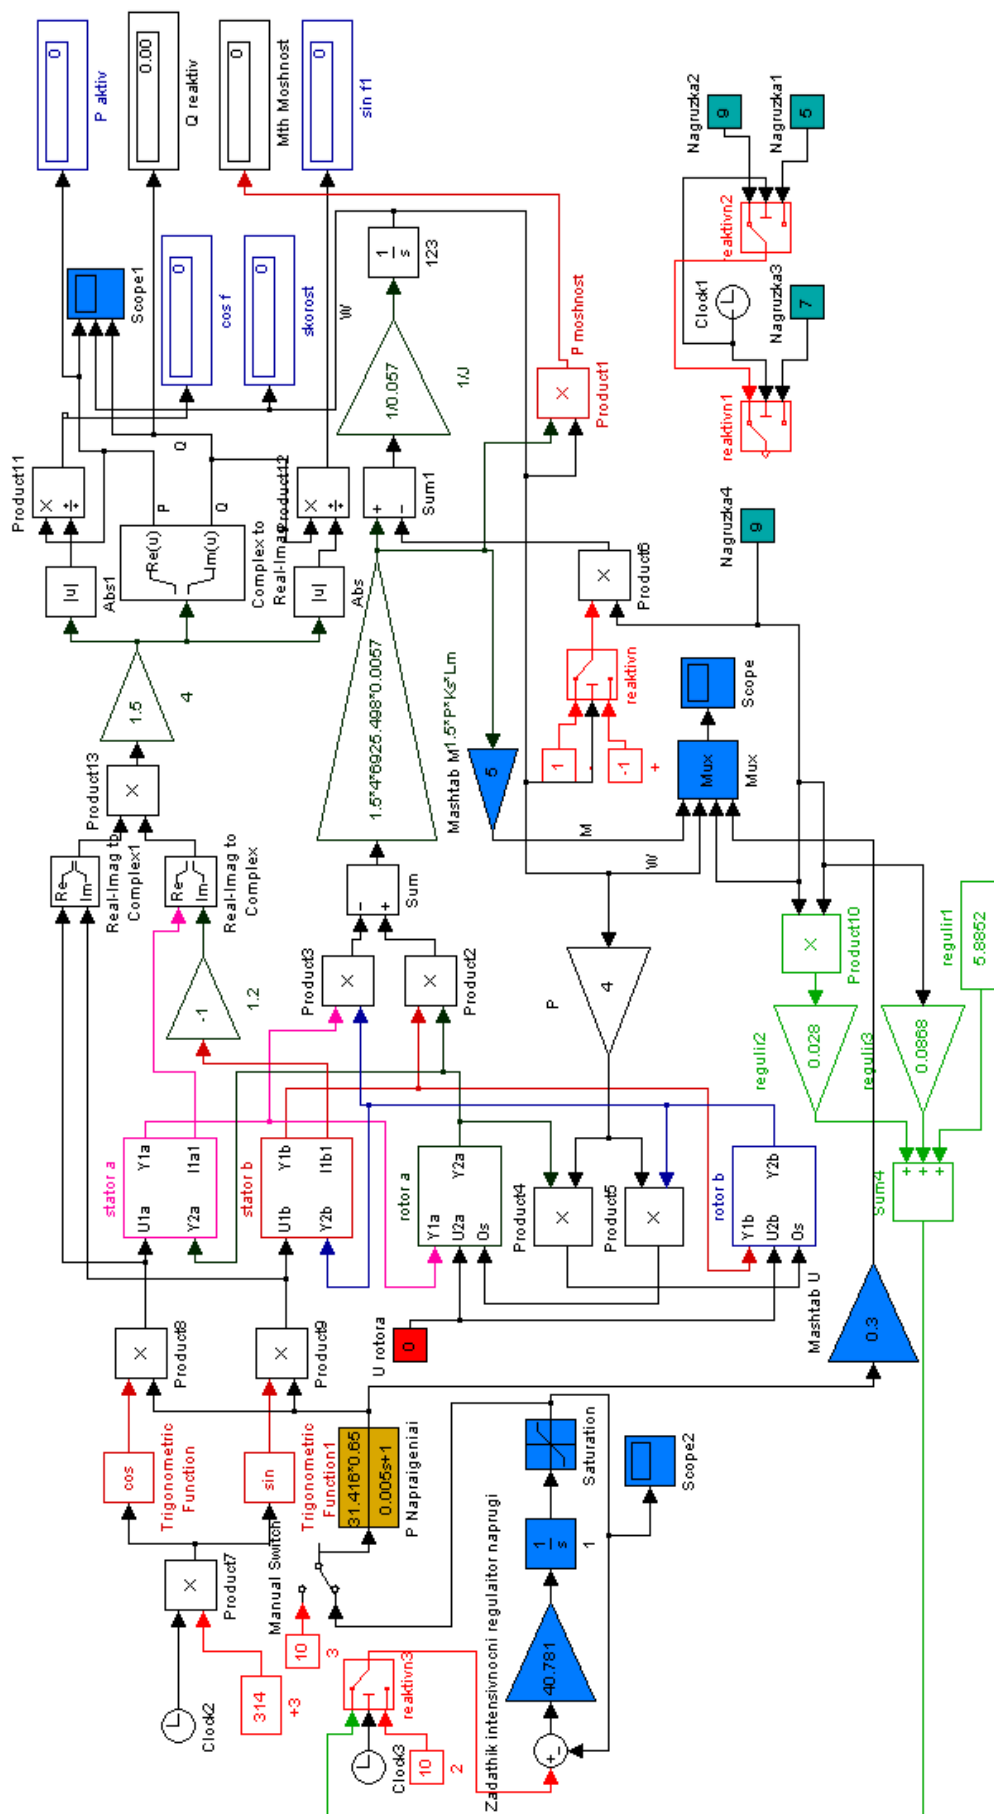 Clock2
314
+3
×
Product7
cos
Trigonometric
Function
sin
Trigonometric
Function1
Manual Switch
10
3
31.416*0.65
0.005s+1
P Napraigeniai
×
Product8
×
Product9
reaktivn3
Clock3
10
2
Zadathik intensivnocni regulaitor naprugi
+
-
40.781
1
s
1
Saturation
Scope2
stator a
U1a
Y2a
Y1a
I1a1
stator b
U1b
Y2b
Y1b
I1b1
U rotora
0
rotor a
Y1a
U2a
Os
Y2a
Product4
×
Product5
×
rotor b
Y1b
U2b
Os
Y2b
Mashtab U
0.3
-1
1.2
Re
Im
Real-Imag to
Complex1
Re
Im
Real-Imag to
Complex
Product13
×
1.5
4
Product3
×
×
Product2
-
+
Sum
1.5*4*6925.498*0.0057
Mashtab M
1.5*P*Ks*Lm
5
P
4
M
W
|u|
Abs1
Re(u)
Im(u)
Complex to
Real-Imag
|u|
Abs
Product11
×
÷
Product12
×
÷
P
Q
Q
+
-
Sum1
1/0.057
1/J
1
s
123
W
Scope1
0
P aktiv
0.00
Q reaktiv
0
Mth Moshnost
0
sin f1
0
cos f
0
skorost
P moshnost
×
Product1
1
-1
+
reaktivn
×
Product6
Mux
Mux
Scope
Nagruzka4
9
reaktivn1
reaktivn2
Clock1
Nagruzka3
7
Nagruzka2
9
Nagruzka1
5
×
Product10
regulir2
0.028
regulir3
0.0868
regulir1
5.8852
Sum4
+
+
+